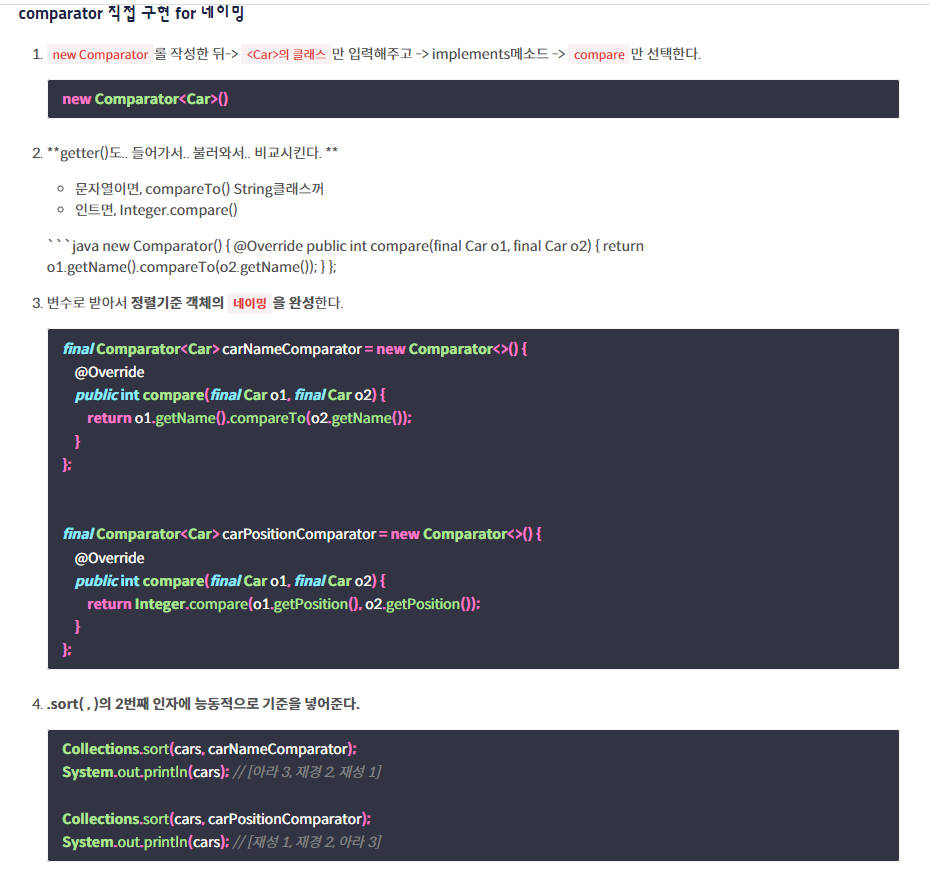 comparator 직접 구현 for 네이밍
1. new Comparator 롤 작성한 뒤-> <Car>의 클래스 만 입력해주고 -> implements메소드 -> compare 만 선택한다.
new Comparator<Car>()
2. **getter()도.. 들어가서.. 불러와서.. 비교시킨다. **
문자열이면, compareTo() String클래스꺼
인트면, Integer.compare()
```java new Comparator() { @Override public int compare(final Car o1, final Car o2) { return
o1.getName().compareTo(o2.getName()); } };
3. 변수로 받아서 정렬기준 객체의 네이밍 을 완성한다.
final Comparator<Car> carNameComparator = new Comparator<>() {
@Override
public int compare(final Car o1, final Car o2) {
return o1.getName().compareTo(o2.getName());
}
};
final Comparator<Car> carPositionComparator = new Comparator<>() {
@Override
public int compare(final Car o1, final Car o2) {
return Integer.compare(o1.getPosition(), o2.getPosition());
}
};
4. .sort( , )의 2번째 인자에 능동적으로 기준을 넣어준다.
Collections.sort(cars, carNameComparator);
System.out.println(cars); // [아라 3, 재경 2, 재성 1]
Collections.sort(cars, carPositionComparator);
System.out.println(cars); // [재성 1, 재경 2, 아라 3]